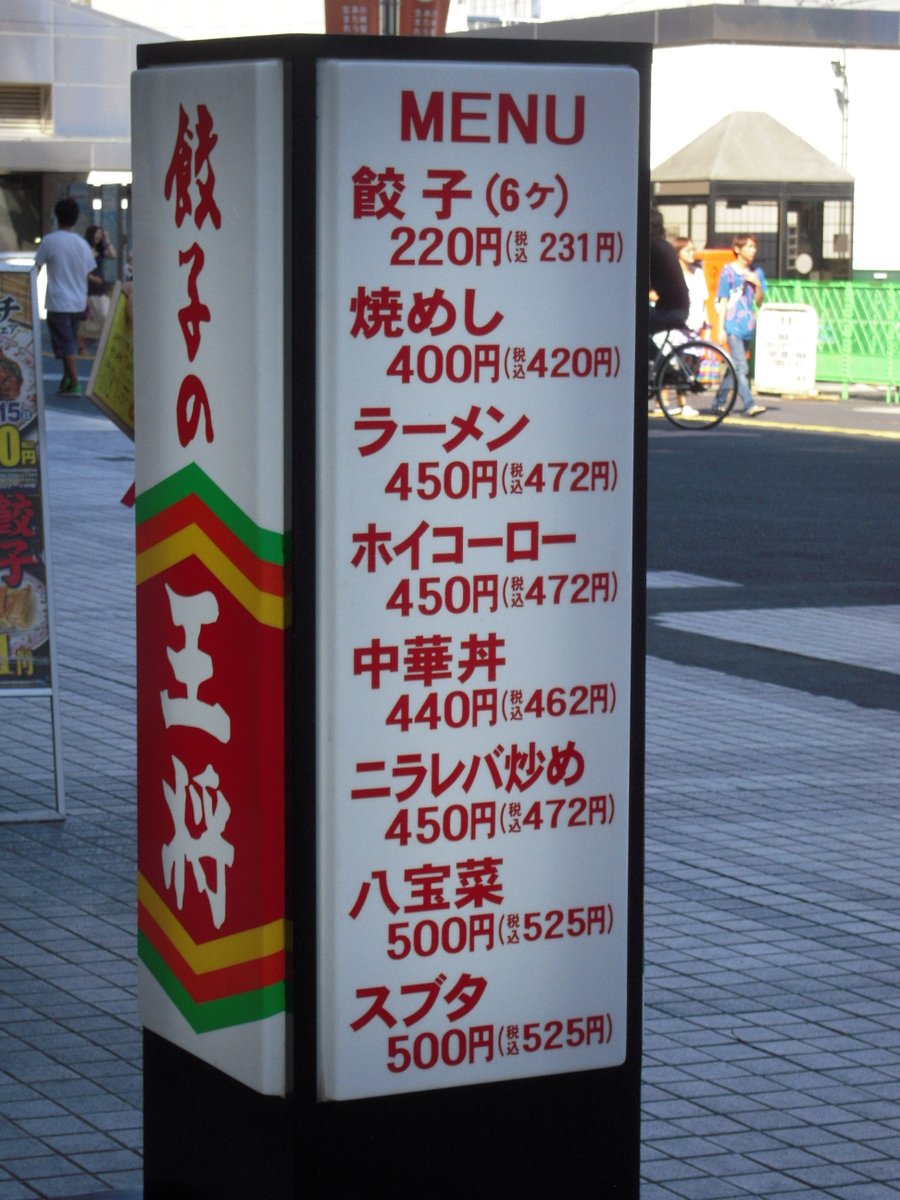 餃子の
王将
MENU
餃子(6ケ)
220円(税込 231円)
焼めし
400円(税込420円)
ラーメン
450円(税込472円)
ホイコーロー
450円(税込472円)
中華丼
440円(税込462円)
ニラレバ炒め
450円(税込472円)
八宝菜
500円(税込525円)
スブタ
500円(税込525円)
餃子